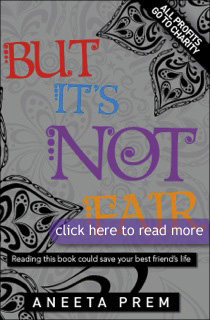 ALL PROFITS
GO TO CHARITY
BUT
IT'S
NOT
FAIR
click here to read more
Reading this book could save your best friend's life
ANEETA PREM